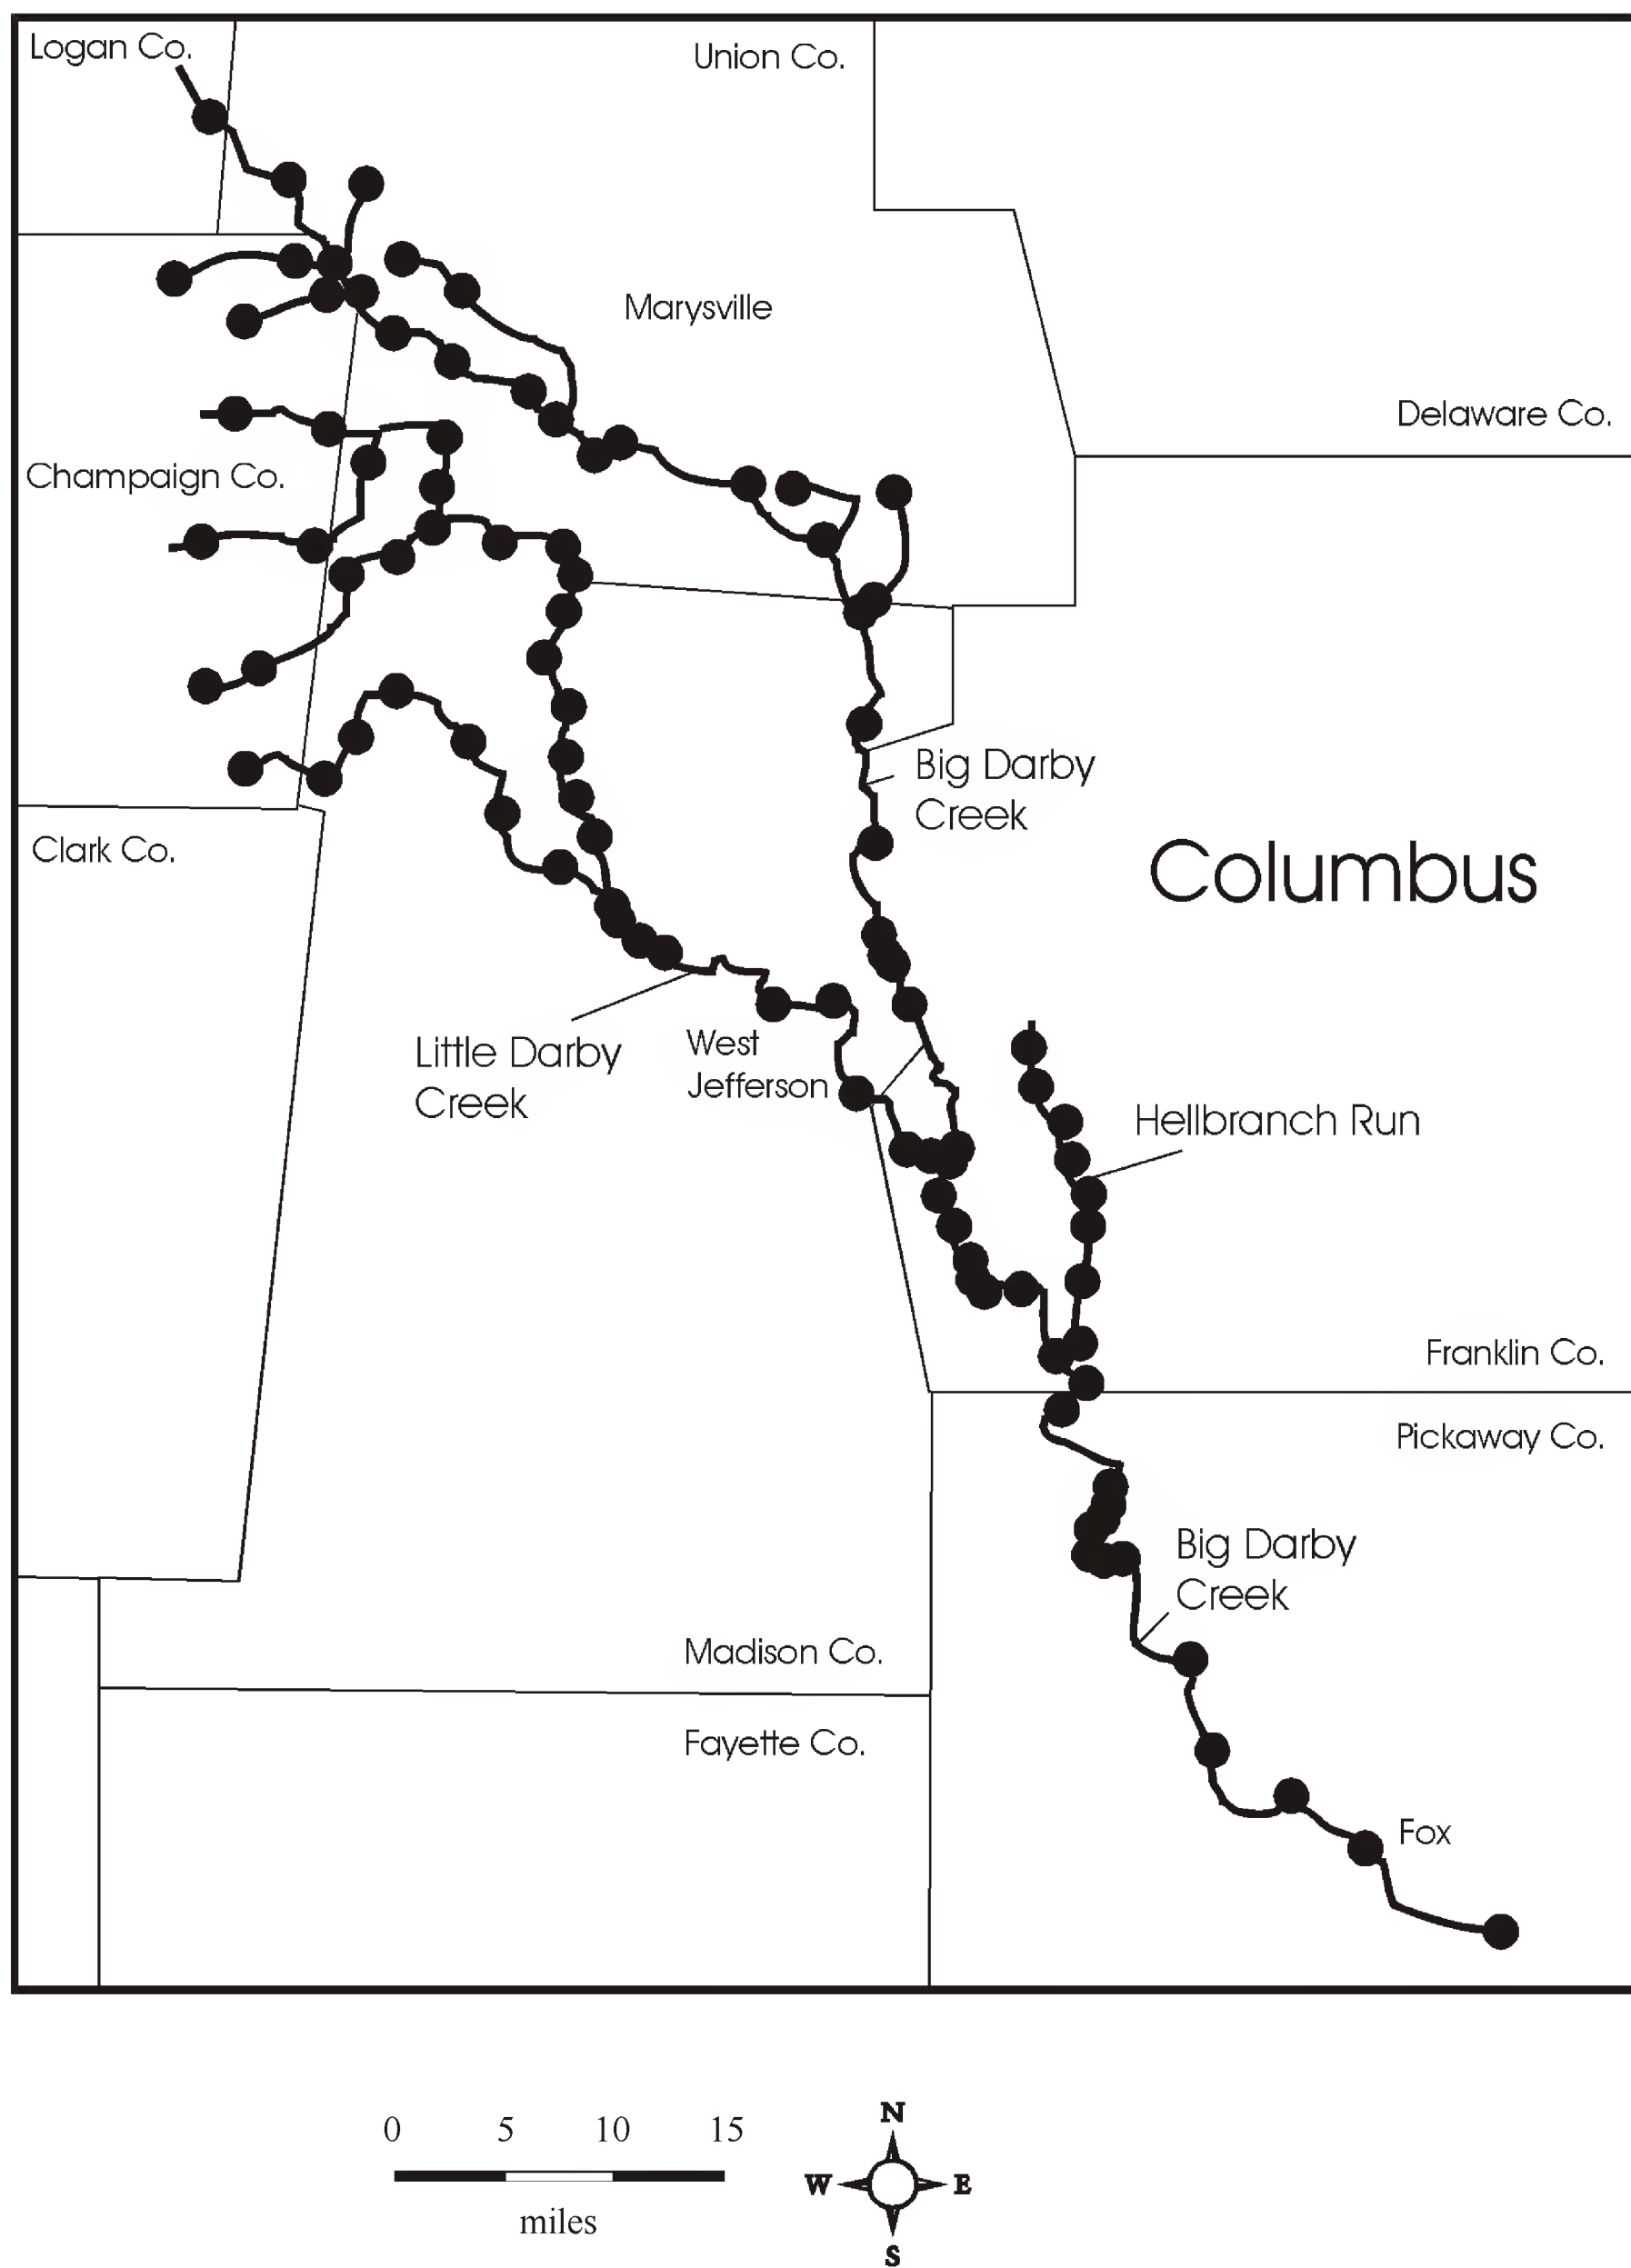 Logan Co.
Union Co.
Marysville
Delaware Co.
Champaign Co.
Big Darby
Creek
Clark Co.
Columbus
Little Darby
Creek
West
Jefferson
Hellbranch Run
Franklin Co.
Pickaway Co.
Big Darby
Creek
Madison Co.
Fayette Co.
Fox
0 5 10 15
miles
N
W E
S